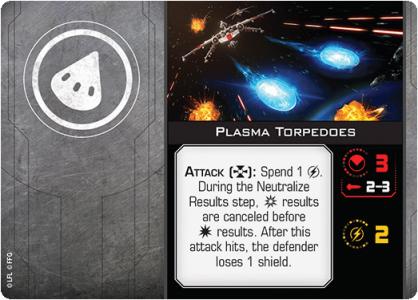 PLASMA TORPEDOES
ATTACK (): Spend 1 .
During the Neutralize
Results step, results
are canceled before
results. After this
attack hits, the defender
loses 1 shield.
3
2–3
2
© LFL © FFG